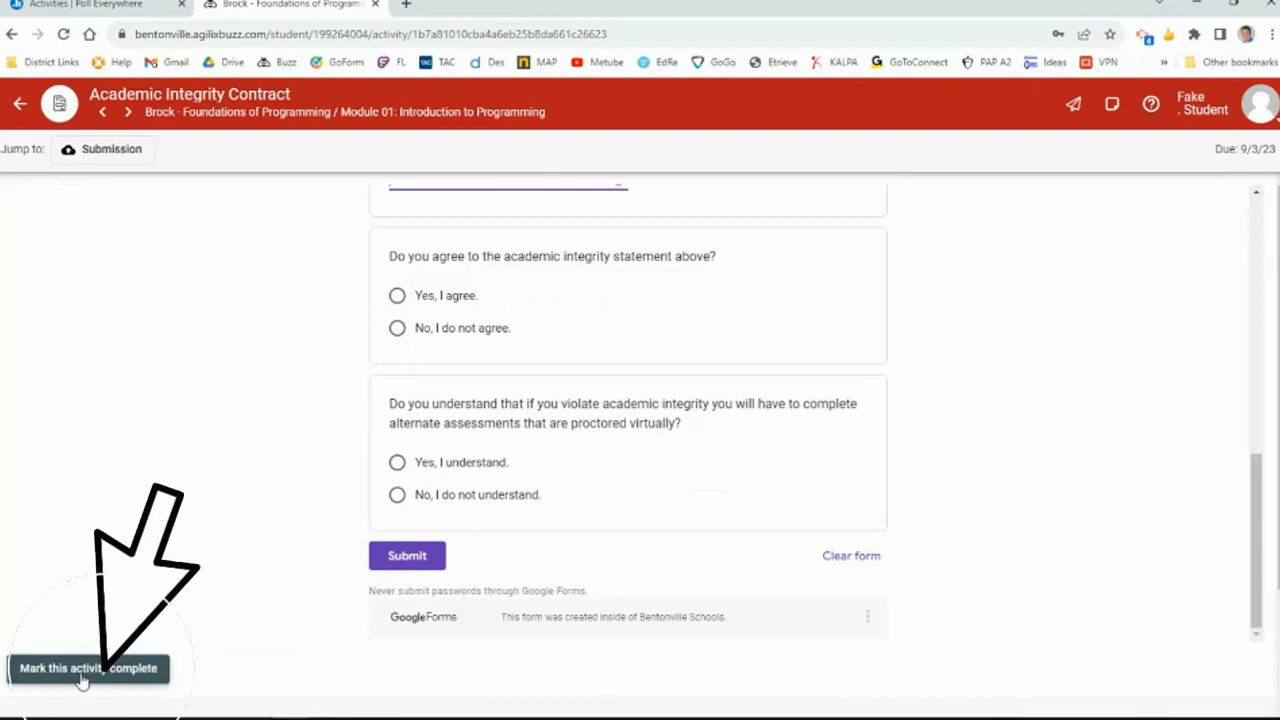 Activities | Poll Everywhere
Brock - Foundations of Program
bentonville.agilixbuzz.com/student/199264004/activity/1b7a81010cba4a6eb25b8da661c26623
District Links Help Gmail Drive Buzz GoForm FL TAC Des MAP Metube EdRe GoGo Etrieve KALPA GoToConnect PAP A2 Ideas VPN » Other bookmarks
Academic Integrity Contract
Brock - Foundations of Programming / Module 01: Introduction to Programming
Fake
. Student
Jump to: Submission
Due: 9/3/23
Do you agree to the academic integrity statement above?
Yes, I agree.
No, I do not agree.
Do you understand that if you violate academic integrity you will have to complete
alternate assessments that are proctored virtually?
Yes, I understand.
No, I do not understand.
Submit Clear form
Never submit passwords through Google Forms.
GoogleForms This form was created inside of Bentonville Schools.
Mark this activity complete